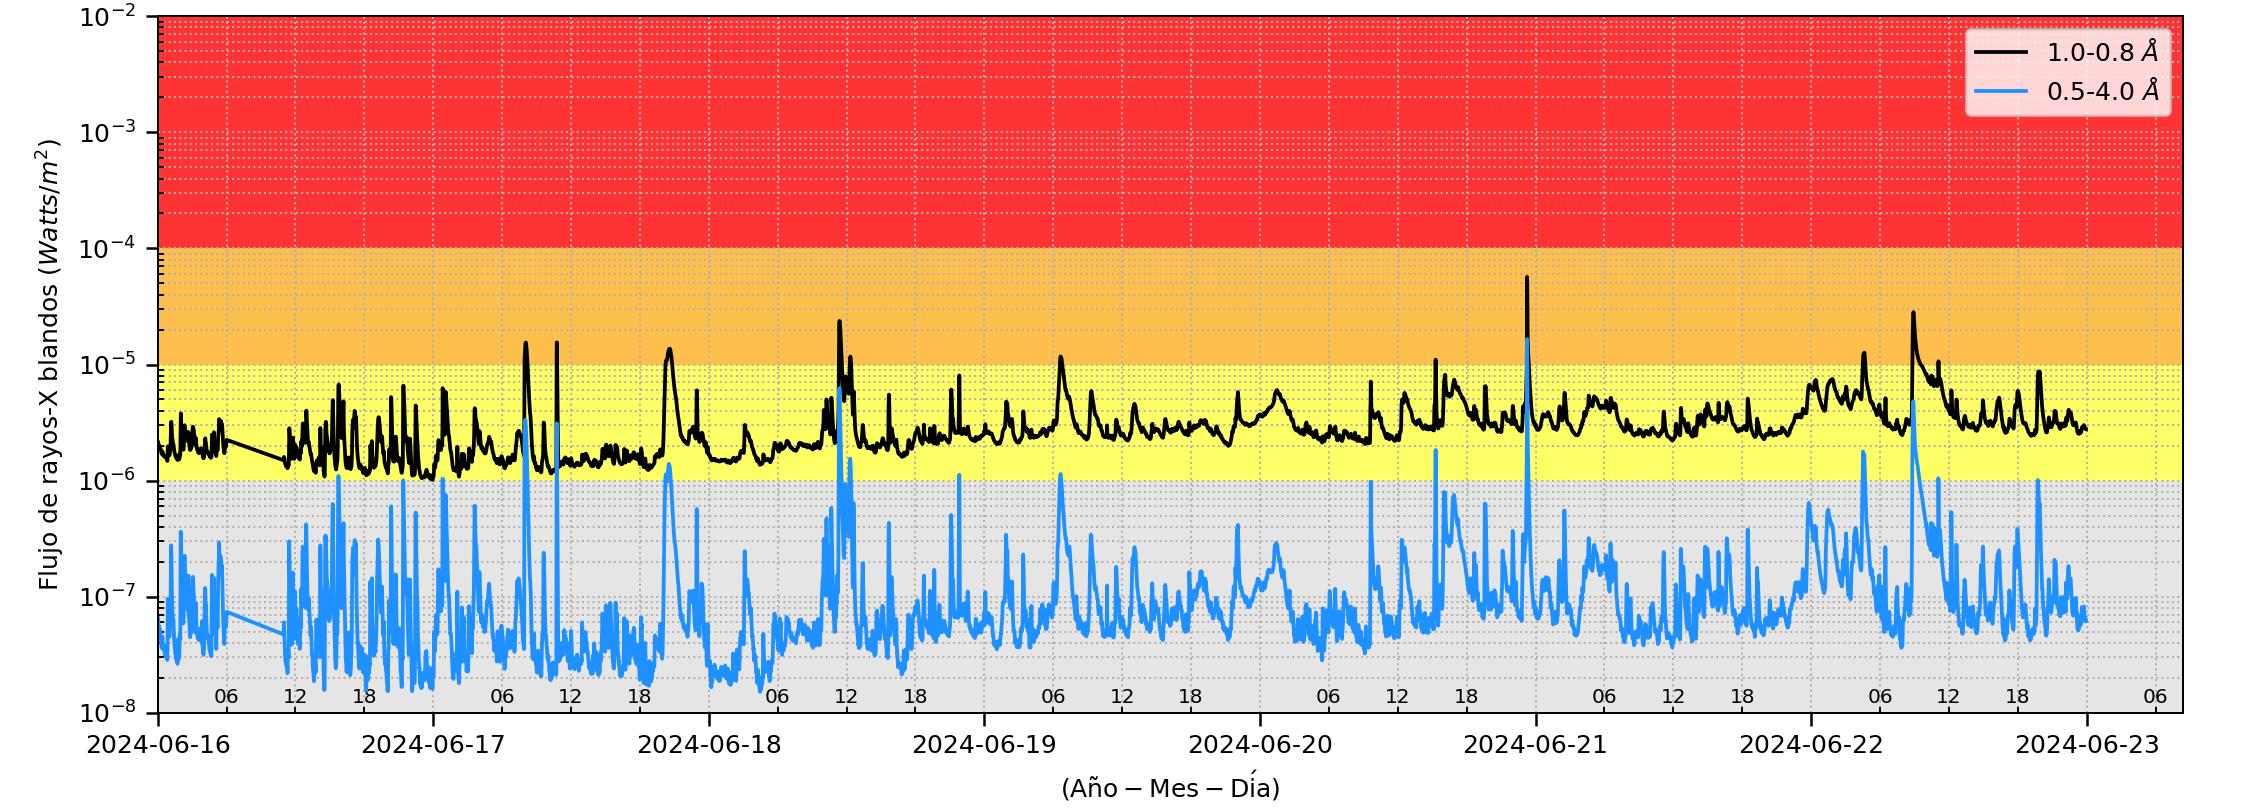 10⁻²
10⁻³
10⁻⁴
10⁻⁵
10⁻⁶
10⁻⁷
10⁻⁸
Flujo de rayos-X blandos (Watts/m²)
1.0-0.8 Å
0.5-4.0 Å
06 12 18 06 12 18 06 12 18 06 12 18 06 12 18 06 12 18 06 12 18 06
2024-06-16 2024-06-17 2024-06-18 2024-06-19 2024-06-20 2024-06-21 2024-06-22 2024-06-23
(Año − Mes − Día)